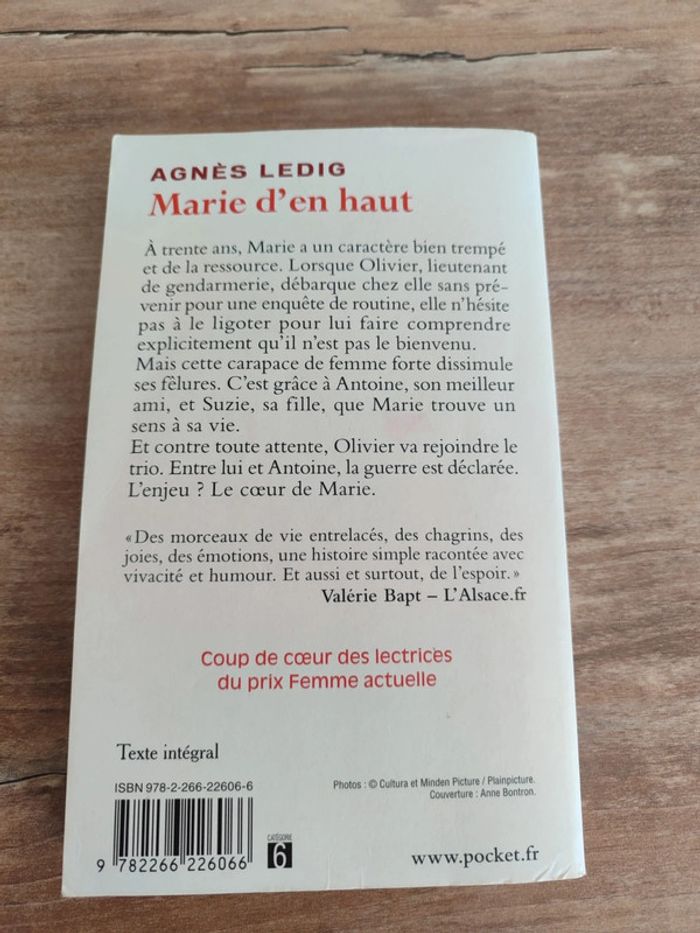 AGNÈS LEDIG
Marie d'en haut
À trente ans, Marie a un caractère bien trempé
et de la ressource. Lorsque Olivier, lieutenant
de gendarmerie, débarque chez elle sans pré-
venir pour une enquête de routine, elle n'hésite
pas à le ligoter pour lui faire comprendre
explicitement qu'il n'est pas le bienvenu.
Mais cette carapace de femme forte dissimule
ses fêlures. C'est grâce à Antoine, son meilleur
ami, et Suzie, sa fille, que Marie trouve un
sens à sa vie.
Et contre toute attente, Olivier va rejoindre le
trio. Entre lui et Antoine, la guerre est déclarée.
L'enjeu ? Le cœur de Marie.
« Des morceaux de vie entrelacés, des chagrins, des
joies, des émotions, une histoire simple racontée avec
vivacité et humour. Et aussi et surtout, de l'espoir. »
Valérie Bapt – L'Alsace.fr
Coup de cœur des lectrices
du prix Femme actuelle
Texte intégral
ISBN 978-2-266-22606-6
Photos : © Cultura et Minden Picture / Plainpicture.
Couverture : Anne Bontron.
CATÉGORIE
6
9 782266 226066
www.pocket.fr